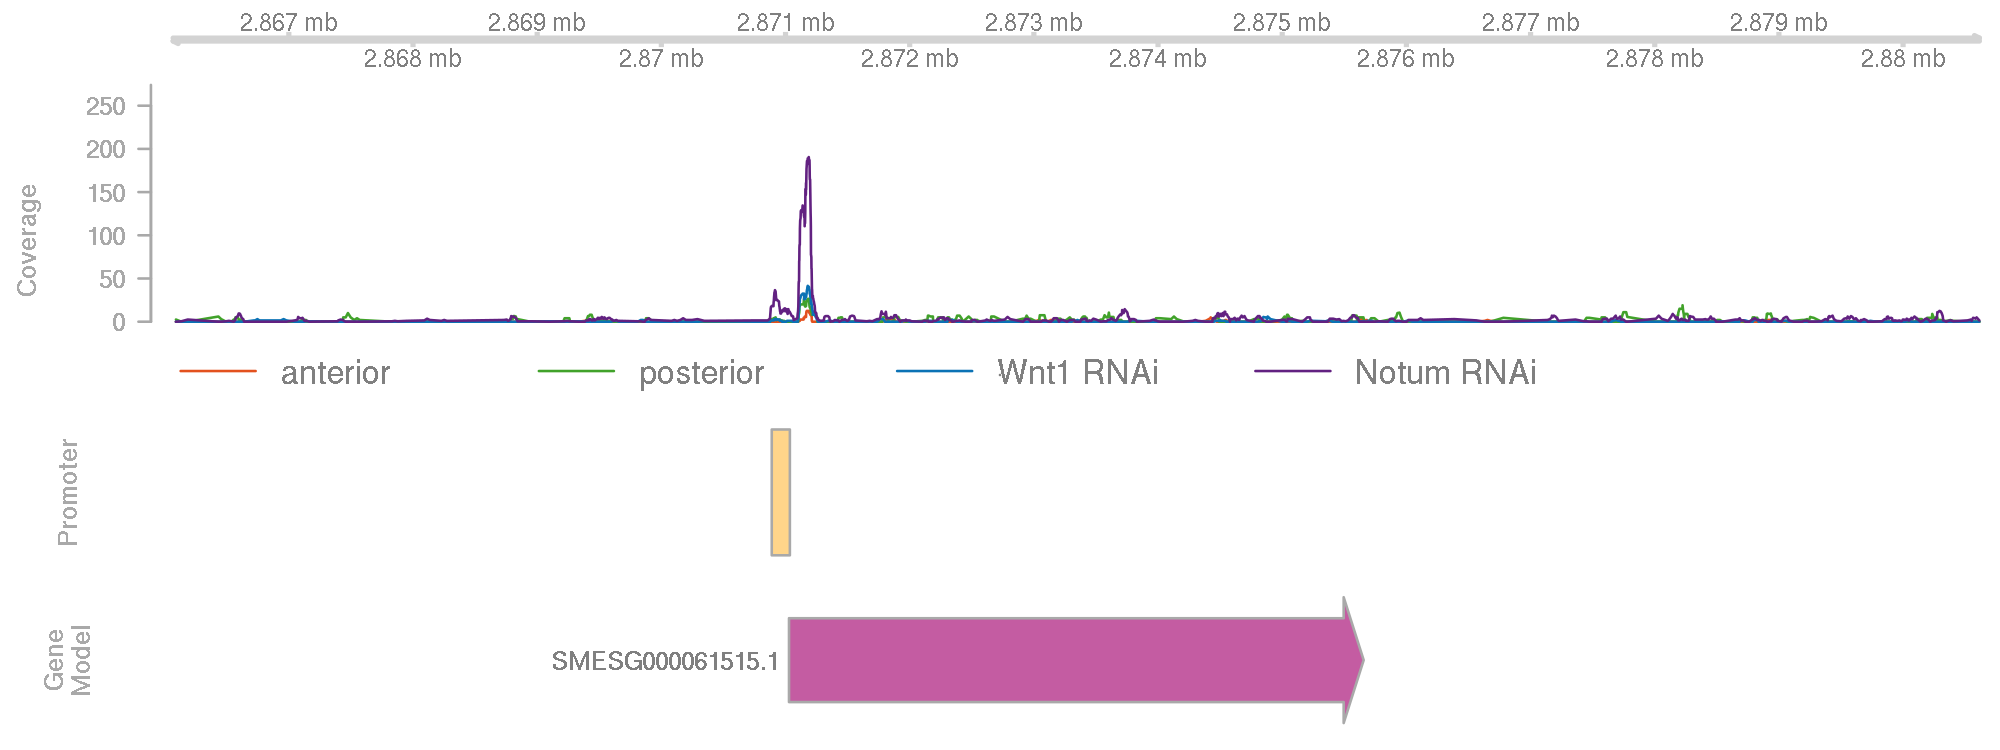 2.867 mb 2.869 mb 2.871 mb 2.873 mb 2.875 mb 2.877 mb 2.879 mb
2.868 mb 2.87 mb 2.872 mb 2.874 mb 2.876 mb 2.878 mb 2.88 mb
Coverage
250
200
150
100
50
0
anterior posterior Wnt1 RNAi Notum RNAi
Promoter
Gene
Model
SMESG000061515.1